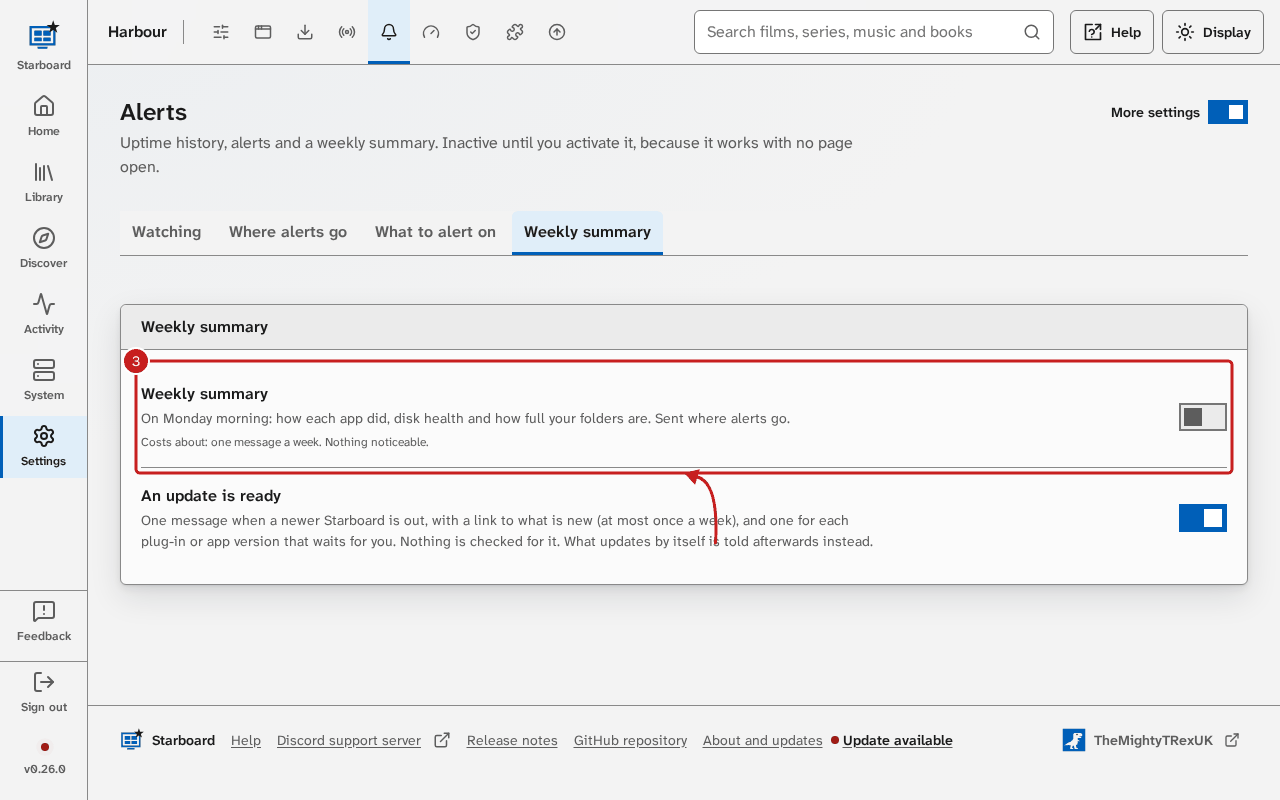 Starboard
Home
Library
Discover
Activity
System
Settings
Feedback
Sign out
v0.26.0
Harbour
Search films, series, music and books
Help
Display
Alerts
More settings
Uptime history, alerts and a weekly summary. Inactive until you activate it, because it works with no page
open.
Watching
Where alerts go
What to alert on
Weekly summary
Weekly summary
3
Weekly summary
On Monday morning: how each app did, disk health and how full your folders are. Sent where alerts go.
Costs about: one message a week. Nothing noticeable.
An update is ready
One message when a newer Starboard is out, with a link to what is new (at most once a week), and one for each
plug-in or app version that waits for you. Nothing is checked for it. What updates by itself is told afterwards instead.
Starboard
Help
Discord support server
Release notes
GitHub repository
About and updates
Update available
TheMightyTRexUK